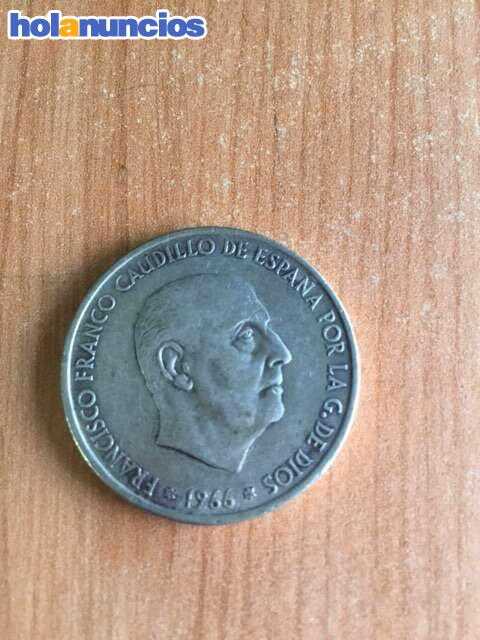 holanuncios
FRANCISCO FRANCO CAUDILLO DE ESPAÑA POR LA G. DE DIOS
* 1966 *